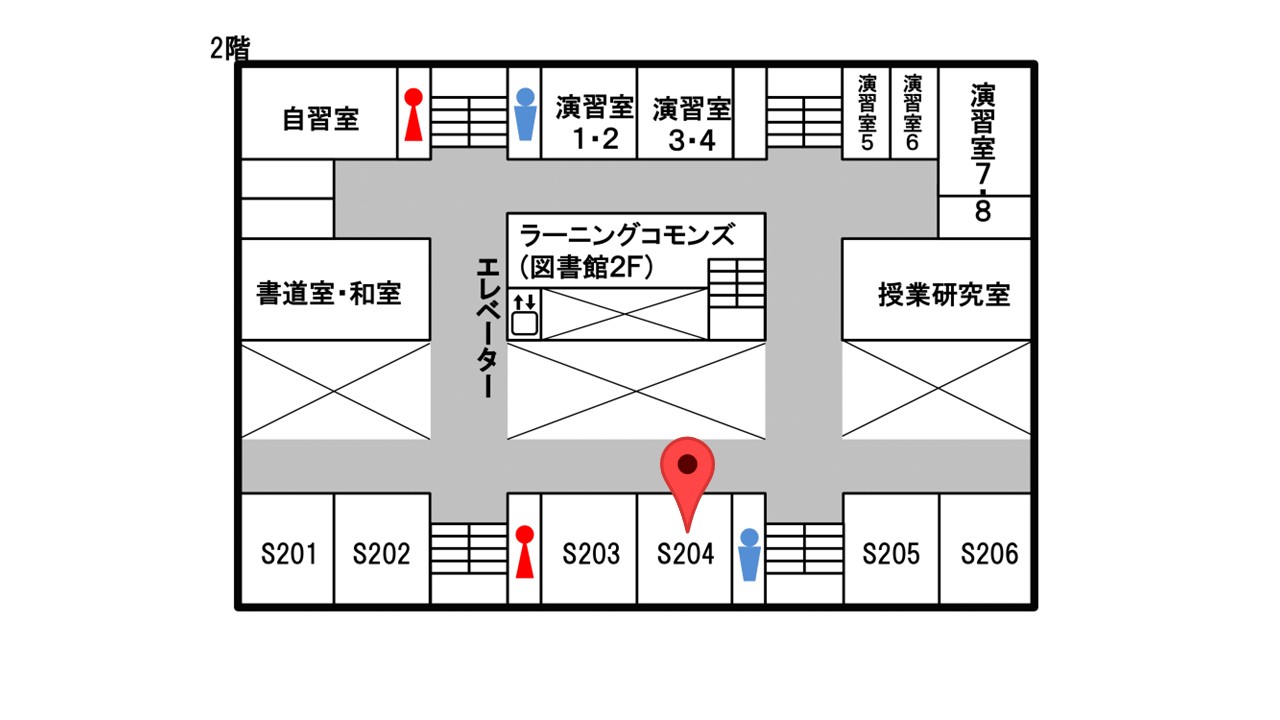 2階
自習室
演習室
1・2
演習室
3・4
演習室5
演習室6
演習室7・8
ラーニングコモンズ
(図書館2F)
エレベーター
書道室・和室
授業研究室
S201
S202
S203
S204
S205
S206